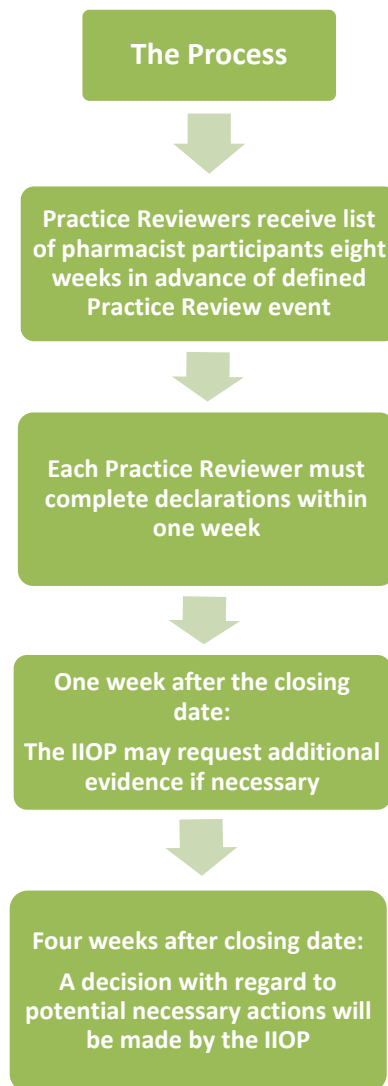 The Process
Practice Reviewers receive list
of pharmacist participants eight
weeks in advance of defined
Practice Review event
Each Practice Reviewer must
complete declarations within
one week
One week after the closing
date:
The IIOP may request additional
evidence if necessary
Four weeks after closing date:
A decision with regard to
potential necessary actions will
be made by the IIOP